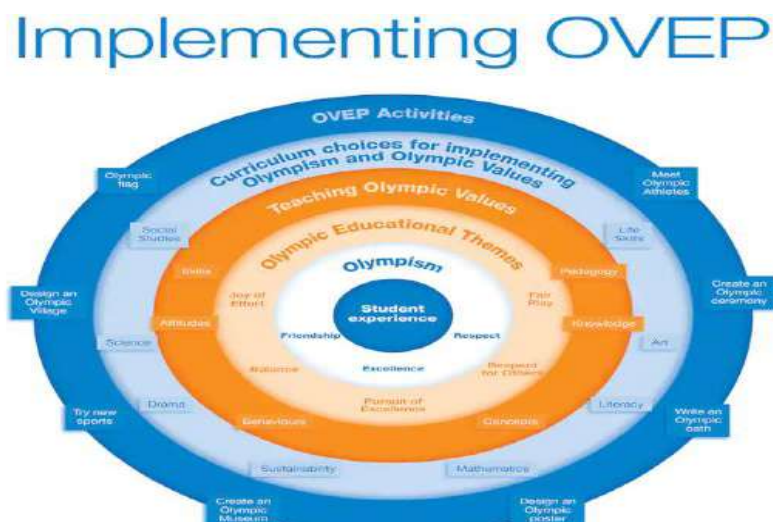 Implementing OVEP
OVEP Activities
Curriculum choices for implementing
Olympism and Olympic Values
Teaching Olympic Values
Olympic Educational Themes
Olympism
Student
experience
Friendship
Respect
Excellence
Joy of
Effort
Fair
Play
Balance
Respect
for Others
Pursuit of
Excellence
Skills
Pedagogy
Attitudes
Knowledge
Behaviours
Concepts
Social
Studies
Life
Skills
Science
Art
Drama
Literacy
Sustainability
Mathematics
Olympic
flag
Meet
Olympic
Athletes
Design an
Olympic
Village
Create an
Olympic
ceremony
Try new
sports
Write an
Olympic
oath
Create an
Olympic
Museum
Design an
Olympic
poster